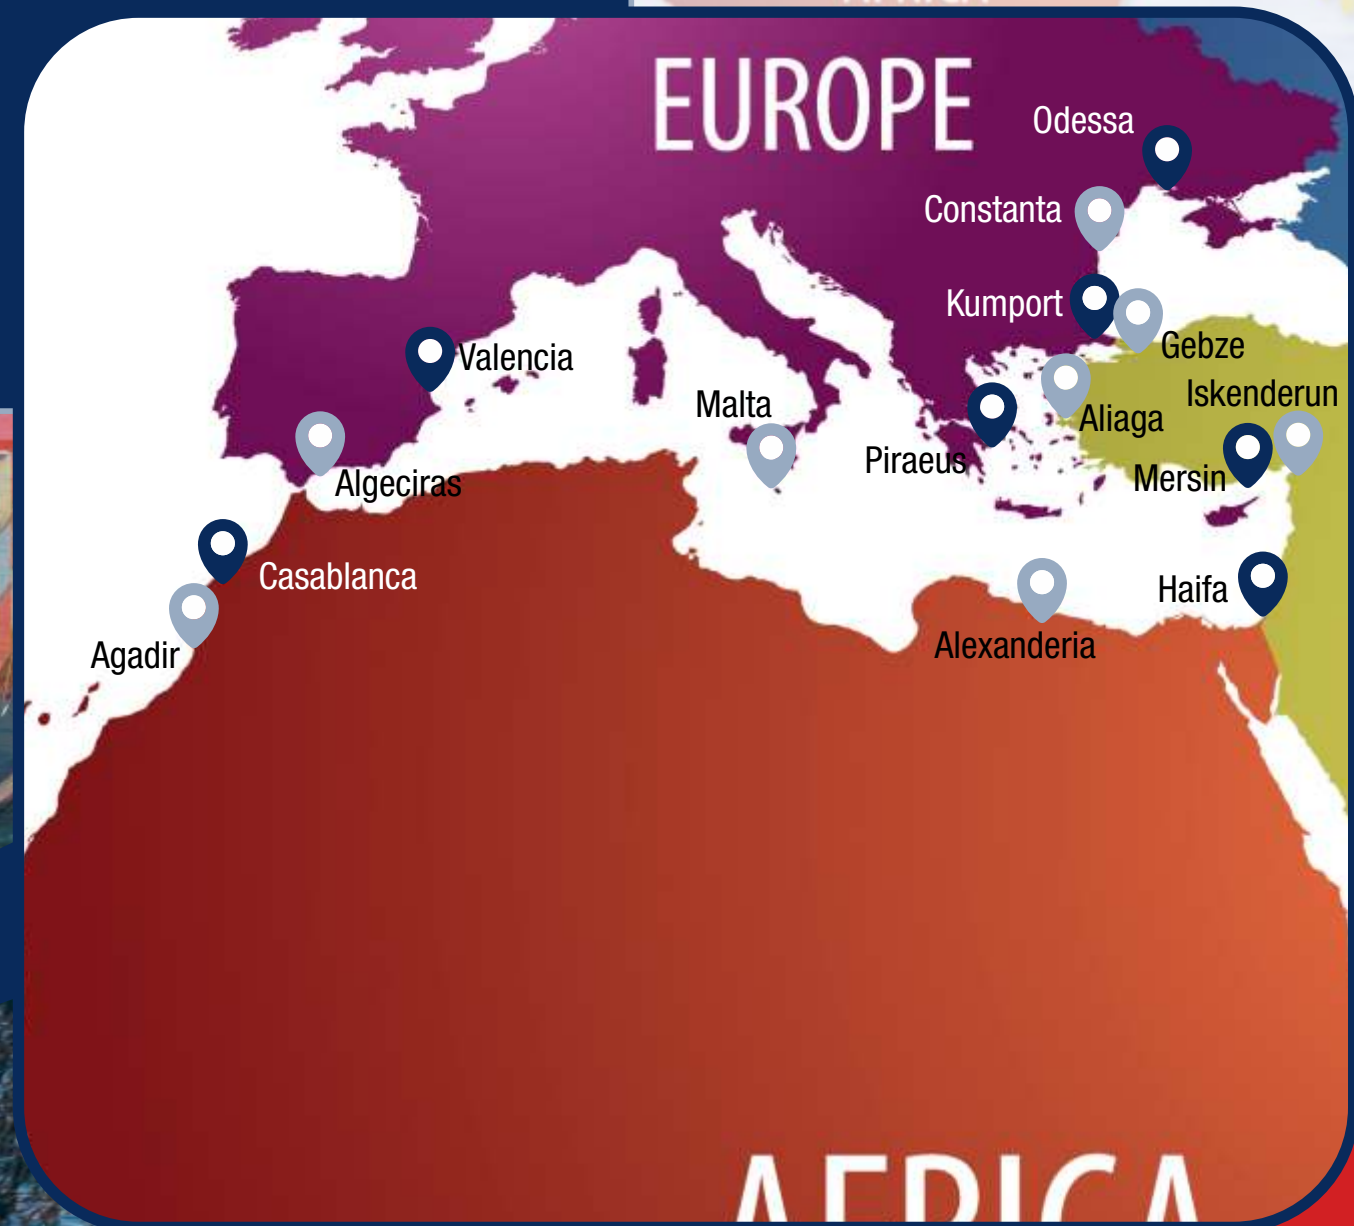 EUROPE
Odessa
Constanta
Kumport
Gebze
Valencia
Iskenderun
Malta
Aliaga
Piraeus
Mersin
Algeciras
Casablanca
Haifa
Alexanderia
Agadir
AFRICA